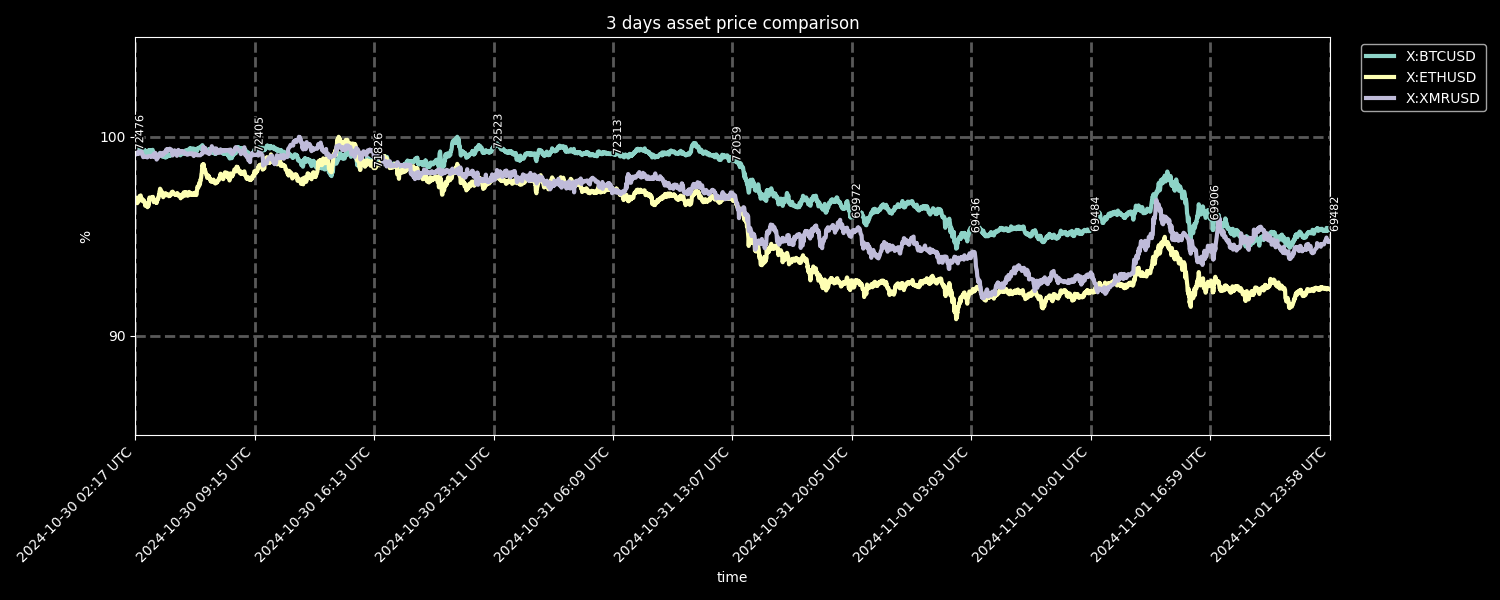 3 days asset price comparison
X:BTCUSD
X:ETHUSD
X:XMRUSD
%
100
90
72476
72405
71826
72523
72313
72059
69972
69436
69484
69906
69482
2024-10-30 02:17 UTC
2024-10-30 09:15 UTC
2024-10-30 16:13 UTC
2024-10-30 23:11 UTC
2024-10-31 06:09 UTC
2024-10-31 13:07 UTC
2024-10-31 20:05 UTC
2024-11-01 03:03 UTC
2024-11-01 10:01 UTC
2024-11-01 16:59 UTC
2024-11-01 23:58 UTC
time